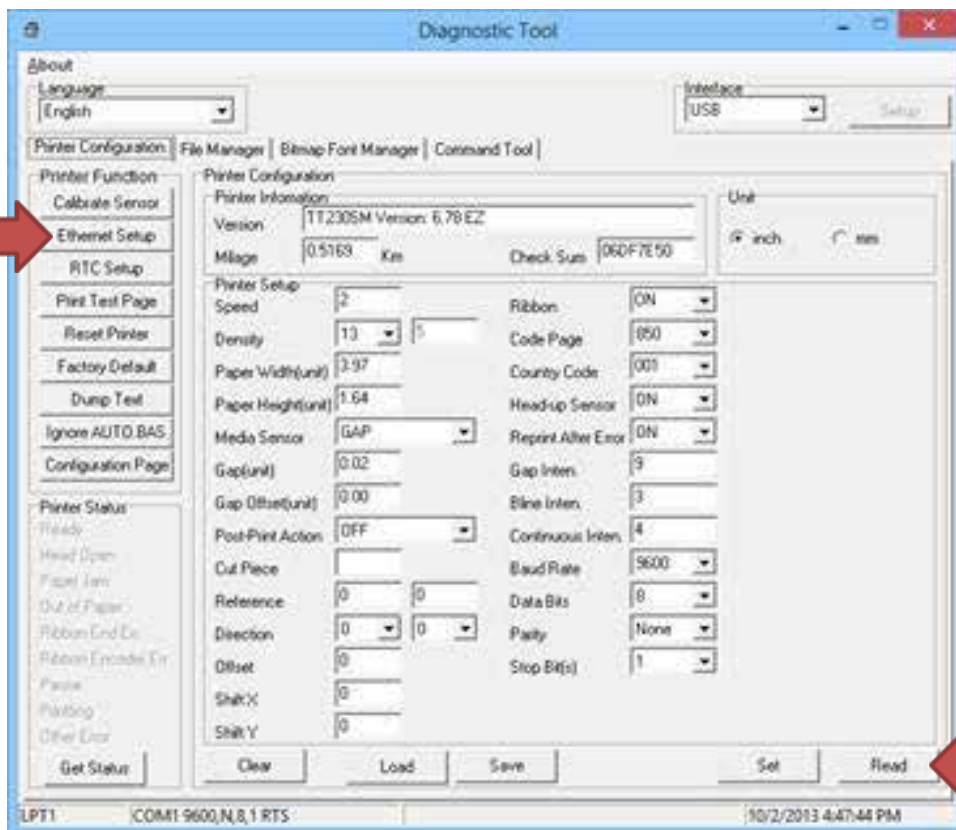 Diagnostic Tool
About
Language
English
Interface
USB
Setup
Printer Configuration File Manager Bitmap Font Manager Command Tool
Printer Function
Calibrate Sensor
Ethernet Setup
RTC Setup
Print Test Page
Reset Printer
Factory Default
Dump Text
Ignore AUTO.BAS
Configuration Page
Printer Status
Ready
Head Open
Paper Jam
Out of Paper
Ribbon End Err.
Ribbon Encoder Err.
Pause
Printing
Other Error
Get Status
Printer Configuration
Printer Infomation
Version 1T230SM Version: 6.78 EZ
Milage 0.5169 Km Check Sum 06DF7E50
Unit
inch mm
Printer Setup
Speed 2
Density 13 5
Paper Width(unit) 3.97
Paper Height(unit) 1.64
Media Sensor GAP
Gap(unit) 0.02
Gap Offset(unit) 0.00
Post-Print Action OFF
Cut Piece
Reference 0 0
Direction 0 0
Offset 0
Shift X 0
Shift Y 0
Ribbon ON
Code Page 850
Country Code 001
Head-up Sensor ON
Reprint After Error ON
Gap Inten. 9
Bline Inten. 3
Continuous Inten. 4
Baud Rate 9600
Data Bits 8
Parity None
Stop Bit(s) 1
Clear Load Save Set Read
LPT1 COM1 9600,N,8,1 RTS 10/2/2013 4:47:44 PM